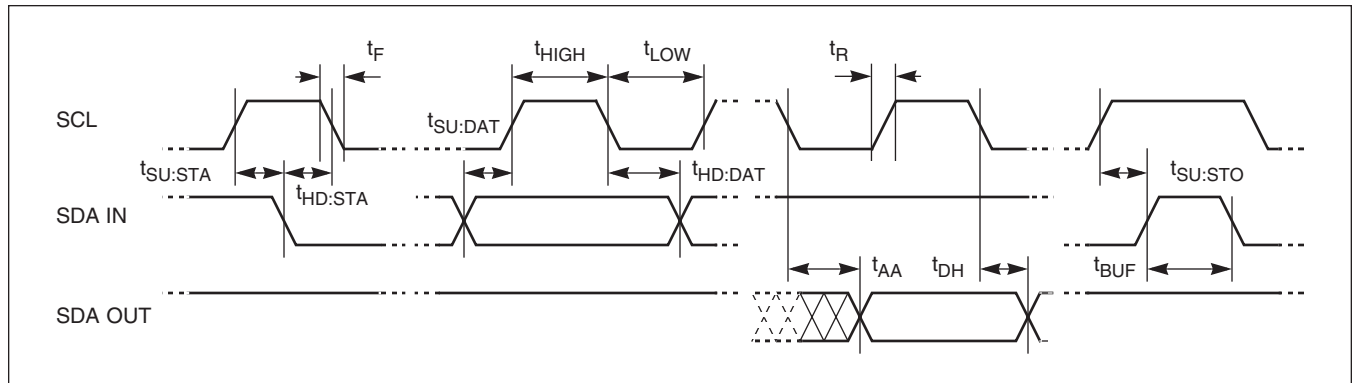 tF
tHIGH
tLOW
tR
SCL
tSU:DAT
tSU:STA
tHD:STA
tHD:DAT
tSU:STO
SDA IN
tAA
tDH
tBUF
SDA OUT